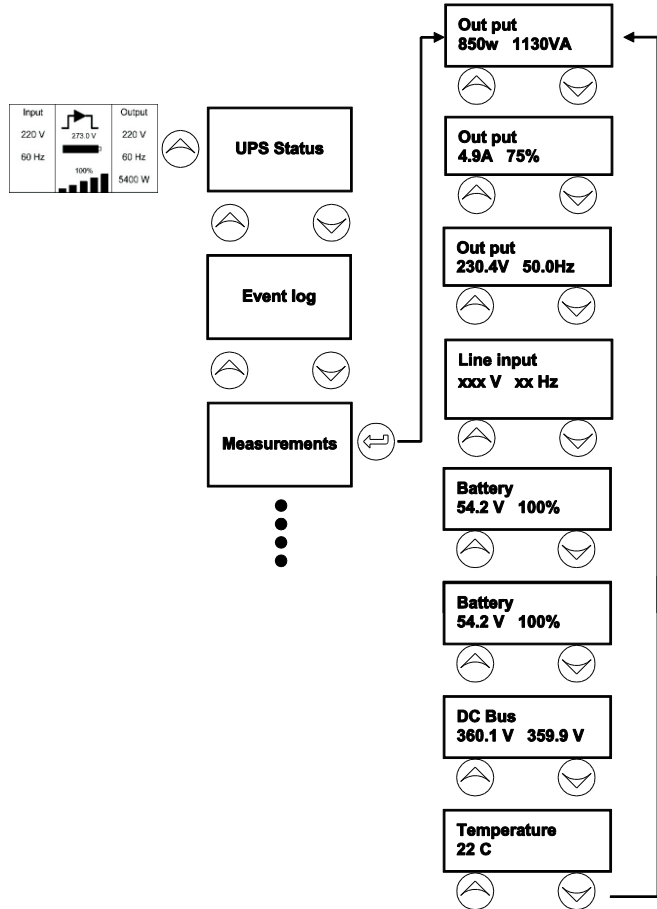 Input
220 V
60 Hz
273.0 V
100%
Output
220 V
60 Hz
5400 W
UPS Status
Event log
Measurements
Out put
850w 1130VA
Out put
4.9A 75%
Out put
230.4V 50.0Hz
Line input
xxx V xx Hz
Battery
54.2 V 100%
Battery
54.2 V 100%
DC Bus
360.1 V 359.9 V
Temperature
22 C